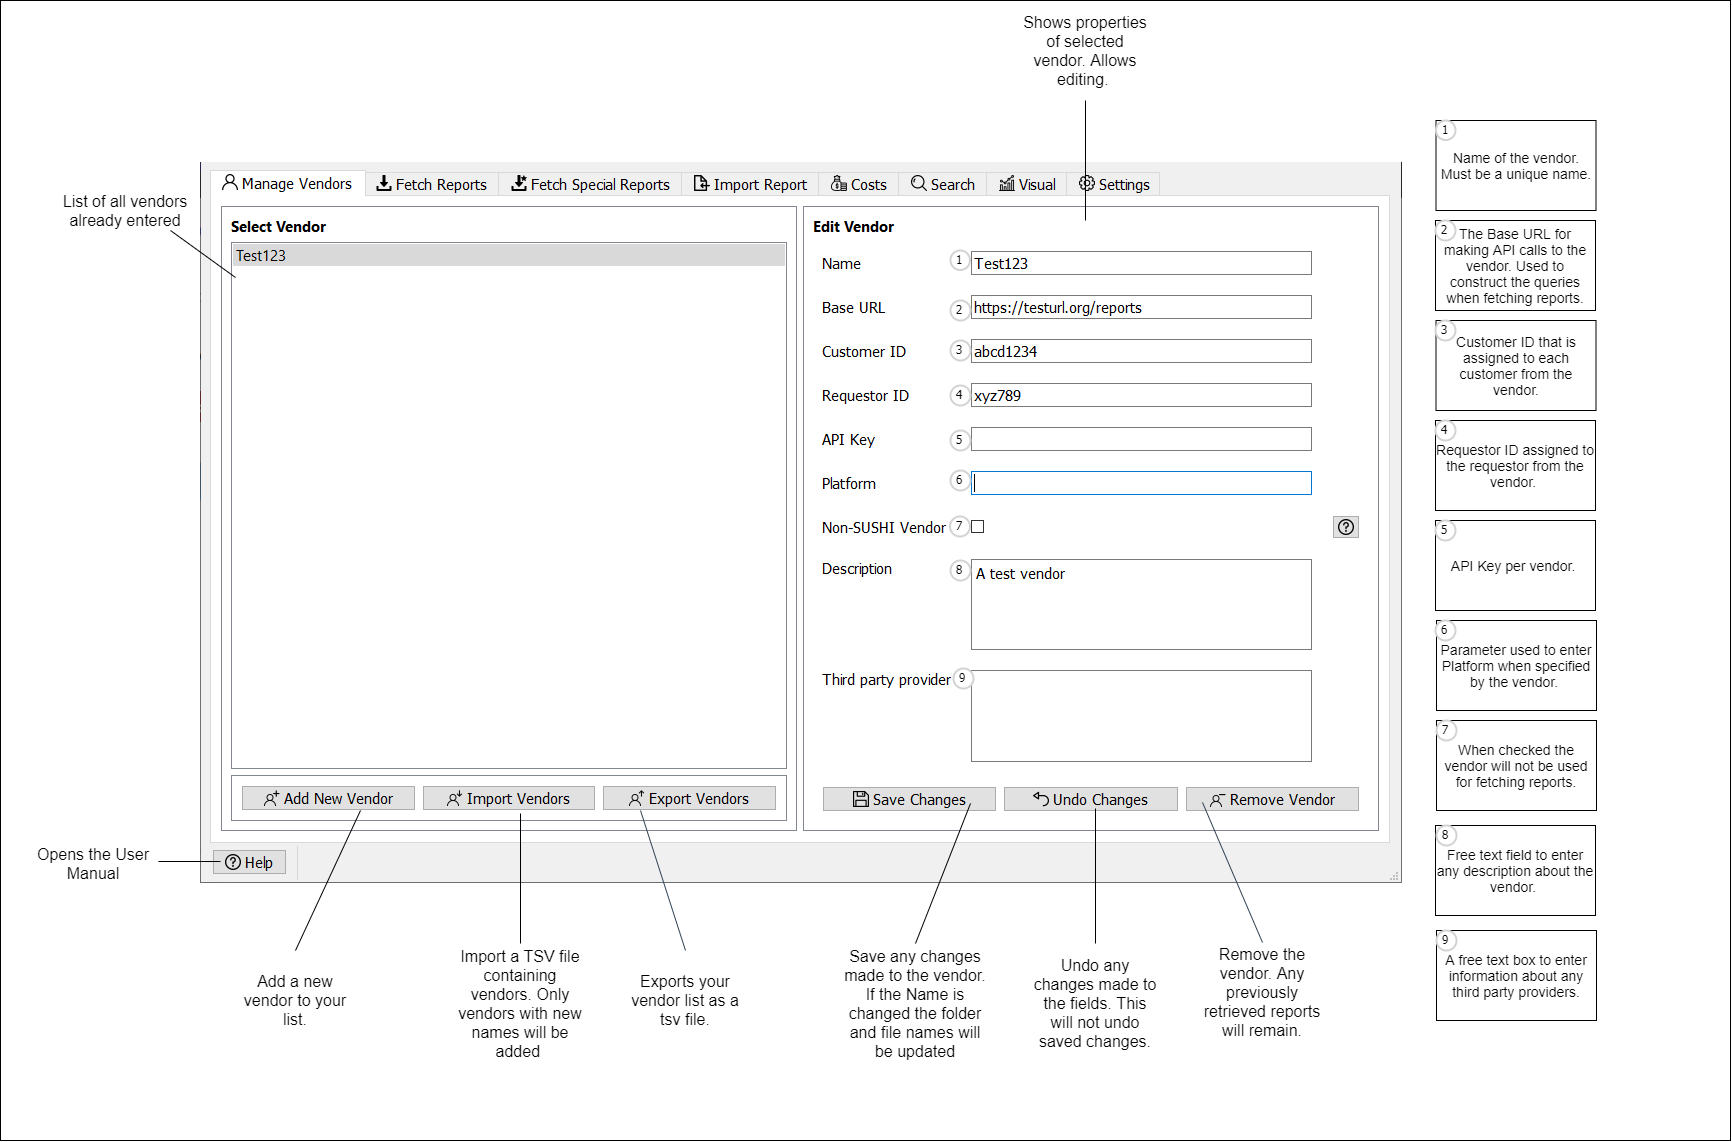 Shows properties
of selected
vendor. Allows
editing.
List of all vendors
already entered
Manage Vendors
Fetch Reports
Fetch Special Reports
Import Report
Costs
Search
Visual
Settings
Select Vendor
Test123
Edit Vendor
Name
1
Test123
Base URL
2
https://testurl.org/reports
Customer ID
3
abcd1234
Requestor ID
4
xyz789
API Key
5
Platform
6
Non-SUSHI Vendor
7
Description
8
A test vendor
Third party provider
9
Add New Vendor
Import Vendors
Export Vendors
Save Changes
Undo Changes
Remove Vendor
Opens the User
Manual
Help
Add a new
vendor to your
list.
Import a TSV file
containing
vendors. Only
vendors with new
names will be
added
Exports your
vendor list as a
tsv file.
Save any changes
made to the vendor.
If the Name is
changed the folder
and file names will
be updated
Undo any
changes made to
the fields. This
will not undo
saved changes.
Remove the
vendor. Any
previously
retrieved reports
will remain.
1
Name of the vendor.
Must be a unique name.
2
The Base URL for
making API calls to the
vendor. Used to
construct the queries
when fetching reports.
3
Customer ID that is
assigned to each
customer from the
vendor.
4
Requestor ID assigned to
the requestor from the
vendor.
5
API Key per vendor.
6
Parameter used to enter
Platform when specified
by the vendor.
7
When checked the
vendor will not be used
for fetching reports.
8
Free text field to enter
any description about the
vendor.
9
A free text box to enter
information about any
third party providers.